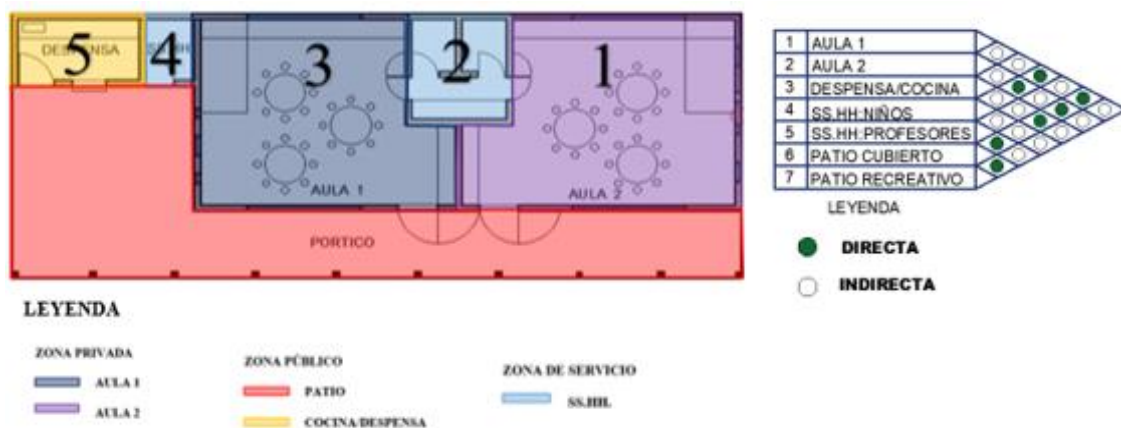 5
DESPENSA
4
SS.HH
3
2
1
AULA 1
AULA 2
PORTICO
1 AULA 1
2 AULA 2
3 DESPENSA/COCINA
4 SS.HH:NIÑOS
5 SS.HH:PROFESORES
6 PATIO CUBIERTO
7 PATIO RECREATIVO
LEYENDA
DIRECTA
INDIRECTA
LEYENDA
ZONA PRIVADA
AULA 1
AULA 2
ZONA PÚBLICO
PATIO
COCINA/DESPENSA
ZONA DE SERVICIO
SS.HH.